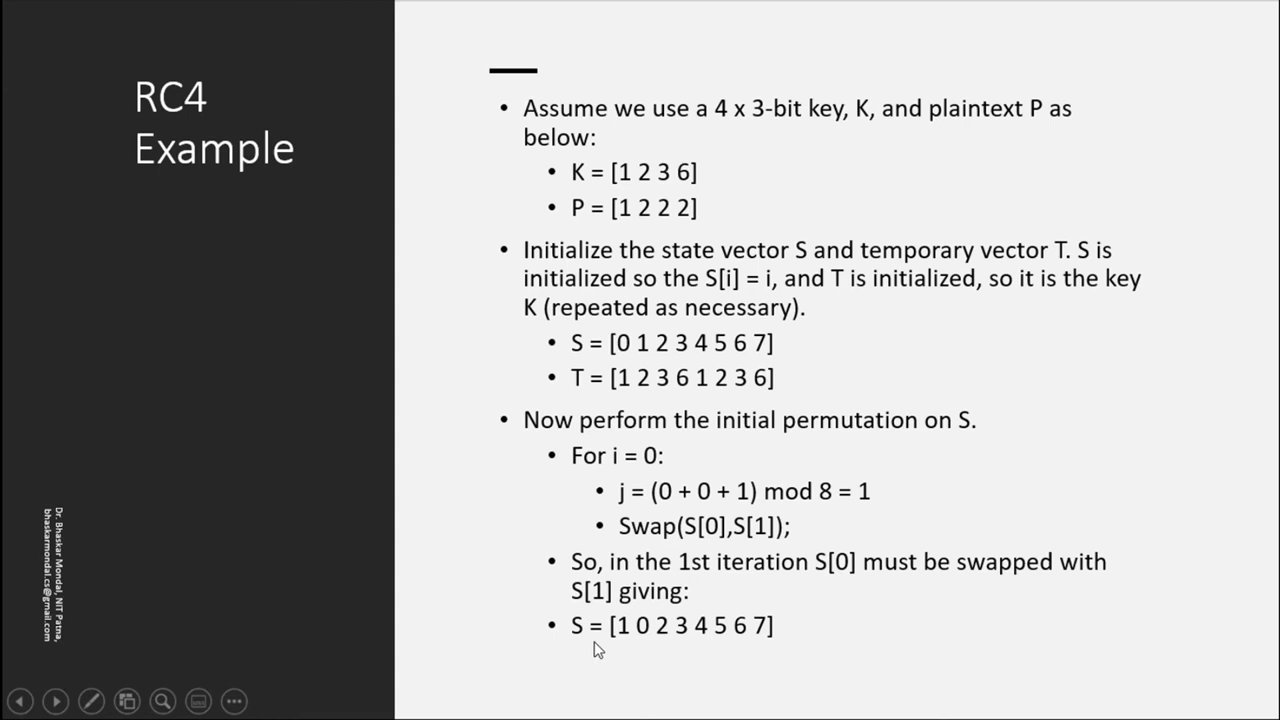 RC4
Example
• Assume we use a 4 x 3-bit key, K, and plaintext P as
below:
• K = [1 2 3 6]
• P = [1 2 2 2]
• Initialize the state vector S and temporary vector T. S is
initialized so the S[i] = i, and T is initialized, so it is the key
K (repeated as necessary).
• S = [0 1 2 3 4 5 6 7]
• T = [1 2 3 6 1 2 3 6]
• Now perform the initial permutation on S.
• For i = 0:
• j = (0 + 0 + 1) mod 8 = 1
• Swap(S[0],S[1]);
• So, in the 1st iteration S[0] must be swapped with
S[1] giving:
• S = [1 0 2 3 4 5 6 7]
Dr. Bhaskar Mondal, NIT Patna,
bhaskarmondal.cs@gmail.com